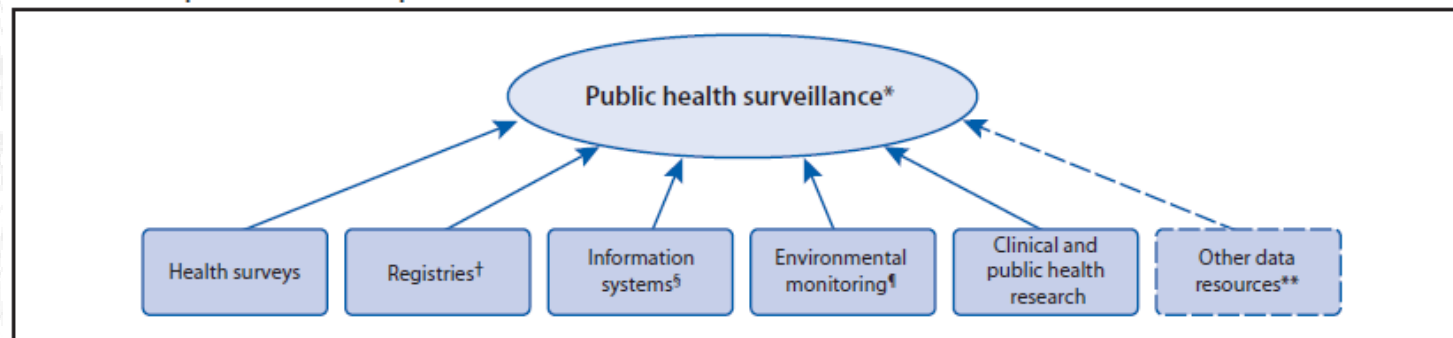 Public health surveillance*
Health surveys
Registries†
Information
systems§
Environmental
monitoring¶
Clinical and
public health
research
Other data
resources**